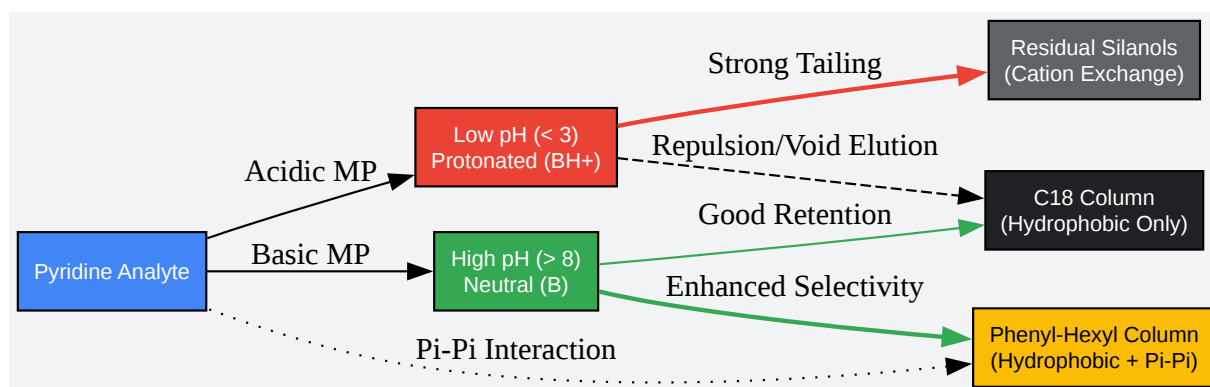 Strong Tailing
Residual Silanols
(Cation Exchange)
Low pH (< 3)
Protonated (BH+)
Repulsion/Void Elution
Acidic MP
C18 Column
(Hydrophobic Only)
Good Retention
Basic MP
Pyridine Analyte
High pH (> 8)
Neutral (B)
Enhanced Selectivity
Phenyl-Hexyl Column
(Hydrophobic + Pi-Pi)
Pi-Pi Interaction